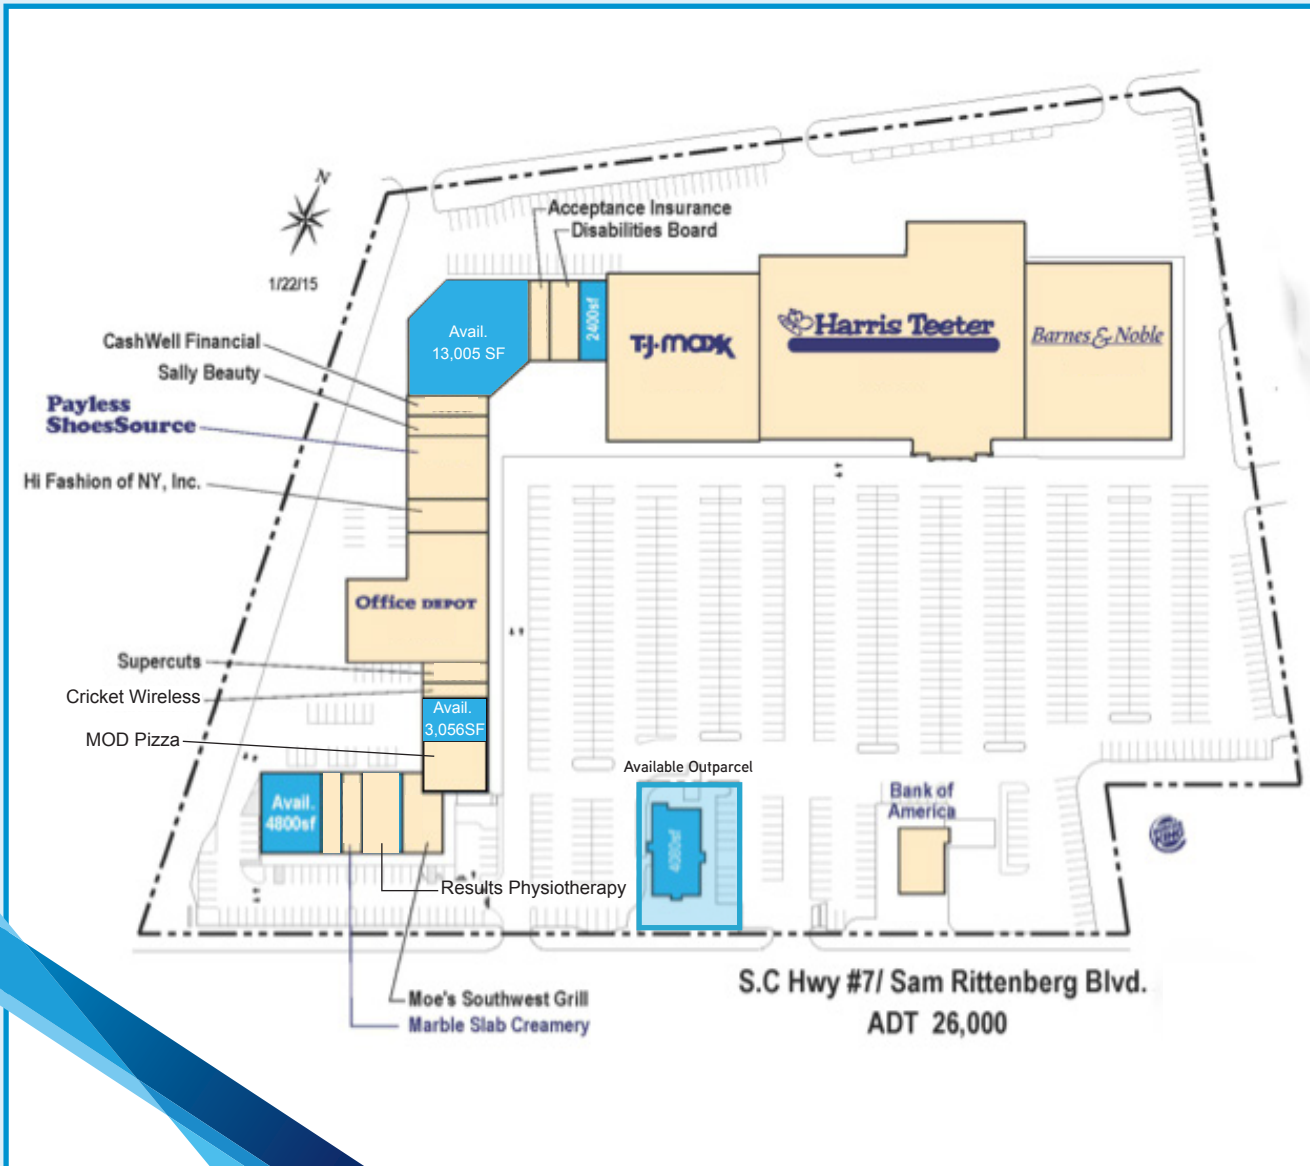 N
1/22/15
Acceptance Insurance
Disabilities Board
CashWell Financial
Sally Beauty
Payless
ShoesSource
Hi Fashion of NY, Inc.
Avail.
13,005 SF
2400sf
T•J•maxx
Harris Teeter
Barnes & Noble
Office DEPOT
Supercuts
Cricket Wireless
MOD Pizza
Avail.
3,056SF
Avail.
4800sf
Available Outparcel
4080sf
Bank of
America
BURGER
KING
Results Physiotherapy
Moe's Southwest Grill
Marble Slab Creamery
S.C Hwy #7/ Sam Rittenberg Blvd.
ADT 26,000